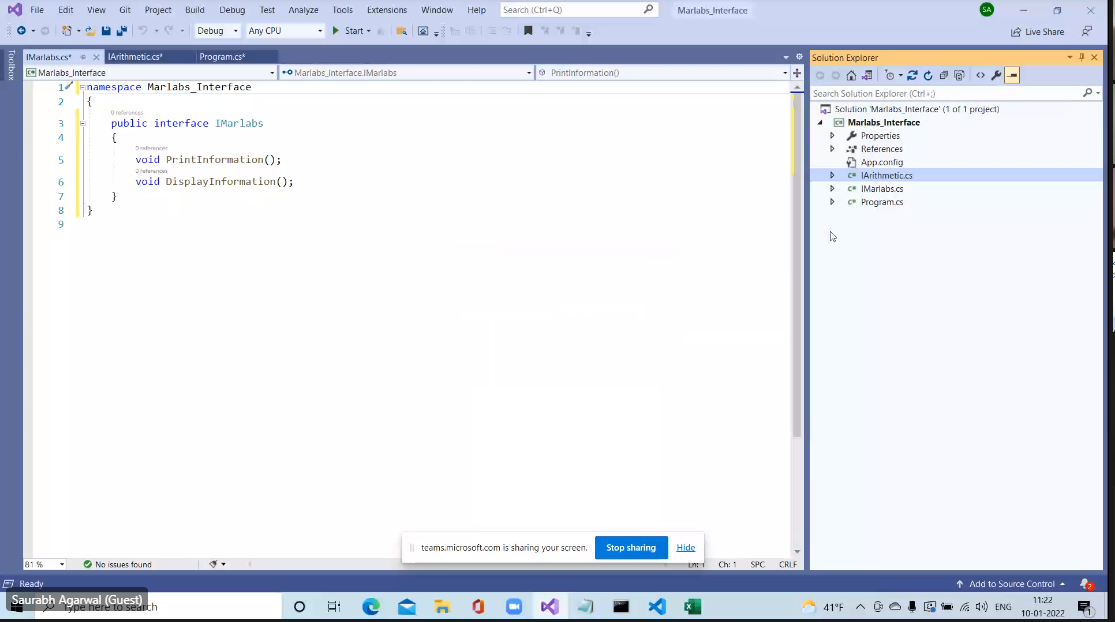 File Edit View Git Project Build Debug Test Analyze Tools Extensions Window Help Search (Ctrl+Q) Marlabs_Interface SA
Debug Any CPU Start Live Share
IMarlabs.cs* IArithmetic.cs* Program.cs*
Marlabs_Interface Marlabs_Interface.IMarlabs PrintInformation()
Toolbox
1 namespace Marlabs_Interface
2 {
0 references
3 public interface IMarlabs
4 {
0 references
5 void PrintInformation();
0 references
6 void DisplayInformation();
7 }
8 }
9
Solution Explorer
Search Solution Explorer (Ctrl+;)
Solution 'Marlabs_Interface' (1 of 1 project)
Marlabs_Interface
Properties
References
App.config
IArithmetic.cs
IMarlabs.cs
Program.cs
teams.microsoft.com is sharing your screen. Stop sharing Hide
81 % No issues found Ln: 1 Ch: 1 SPC CRLF
Ready Add to Source Control 2
Saurabh Agarwal (Guest)
Type here to search
41°F ENG 11:22
10-01-2022 1